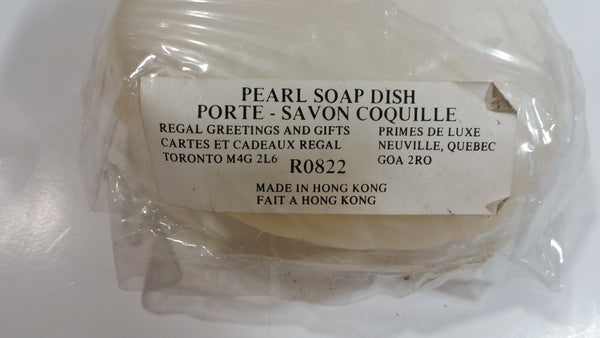 PEARL SOAP DISH
PORTE - SAVON COQUILLE
REGAL GREETINGS AND GIFTS PRIMES DE LUXE
CARTES ET CADEAUX REGAL NEUVILLE, QUEBEC
TORONTO M4G 2L6 R0822 GOA 2RO
MADE IN HONG KONG
FAIT A HONG KONG